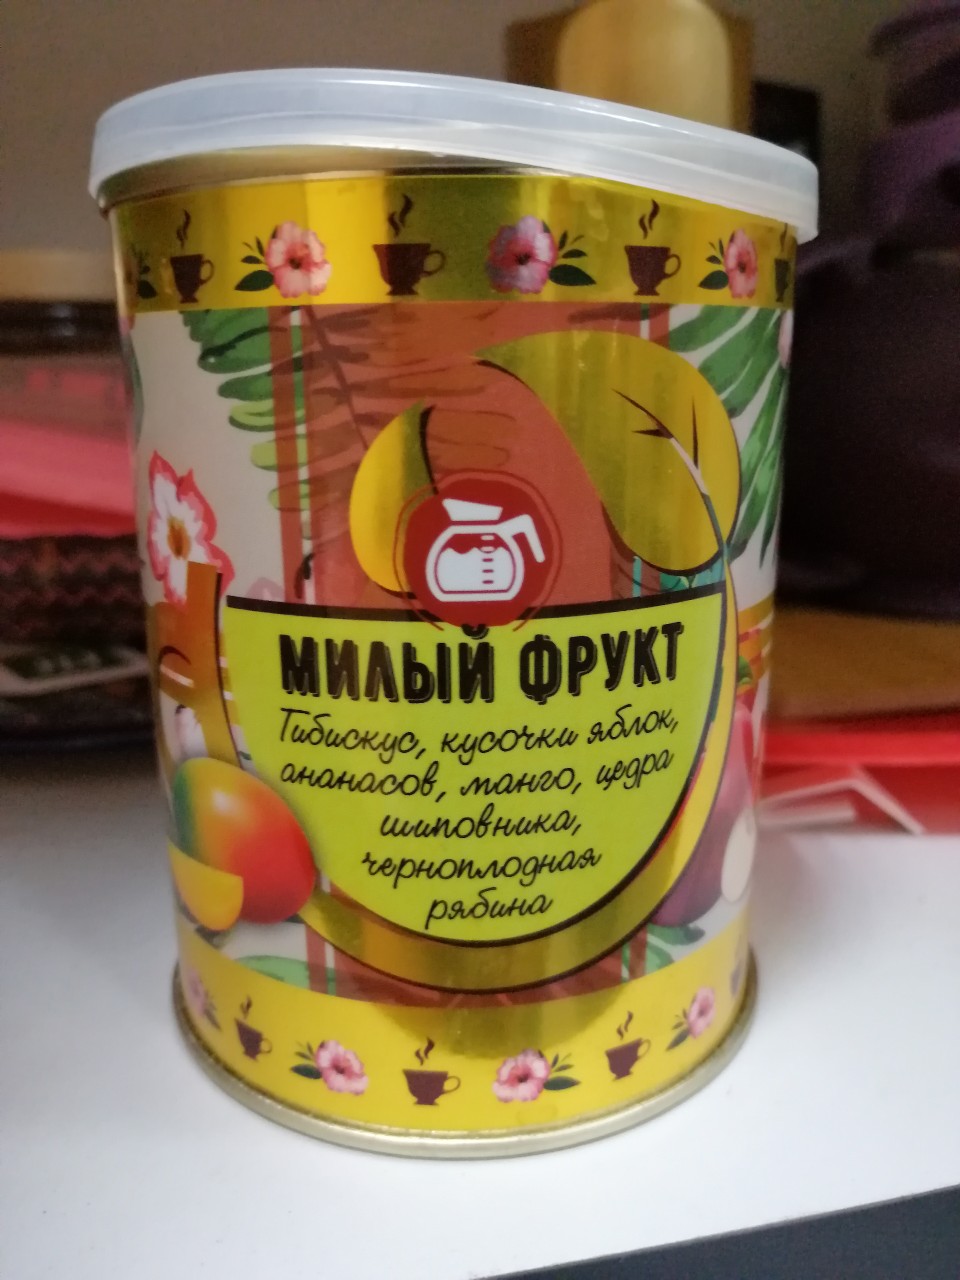 МИЛЫЙ ФРУКТ
Гибискус, кусочки яблок,
ананасов, манго, цедра
шиповника,
черноплодная
рябина